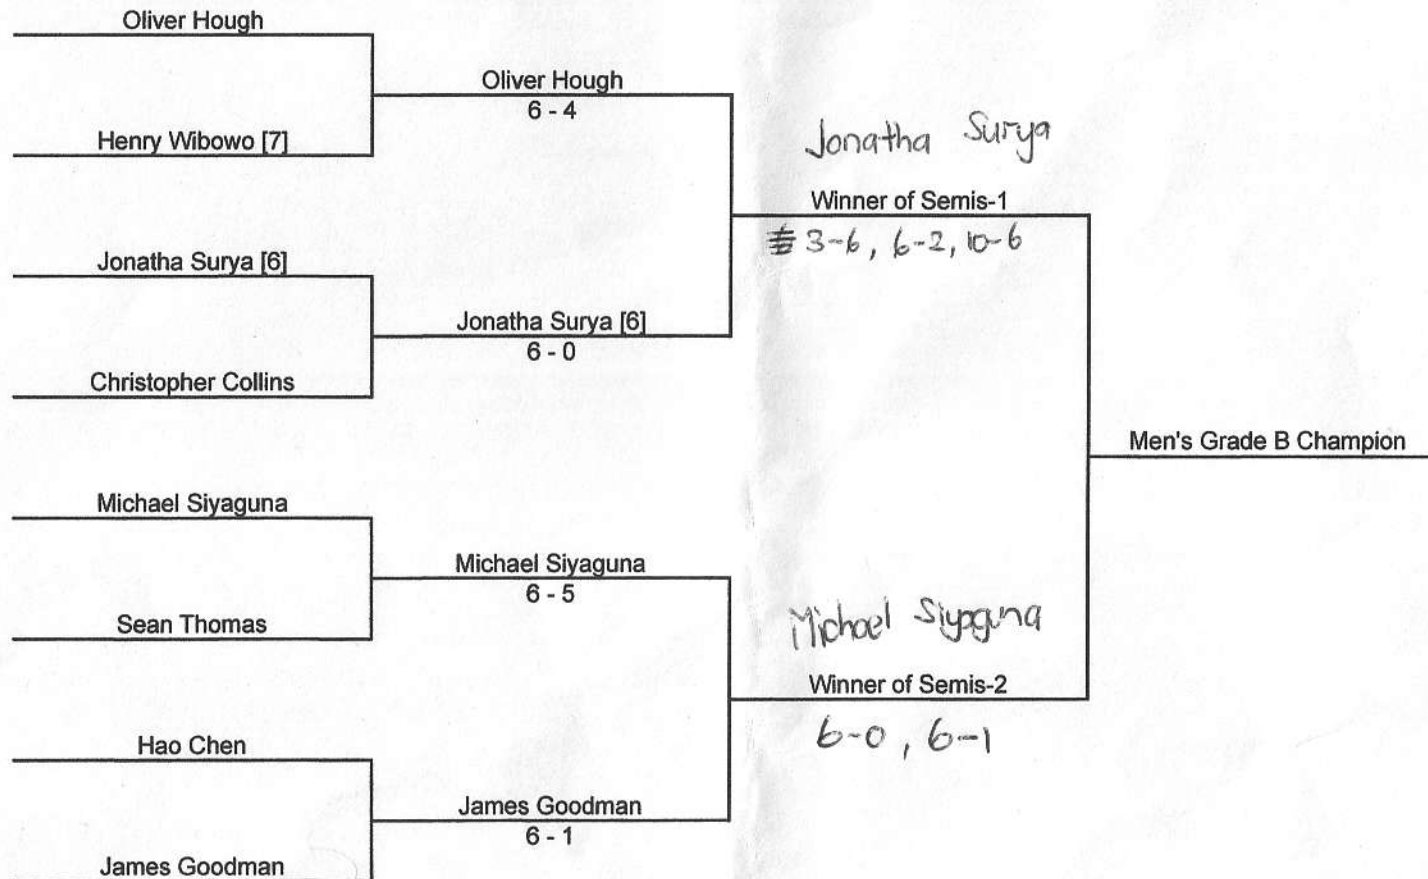 Oliver Hough
Henry Wibowo [7]
Oliver Hough
6 - 4
Jonatha Surya [6]
Christopher Collins
Jonatha Surya [6]
6 - 0
Jonatha Surya
Winner of Semis-1
3-6, 6-2, 10-6
Michael Siyaguna
Sean Thomas
Michael Siyaguna
6 - 5
Hao Chen
James Goodman
James Goodman
6 - 1
Michael Siyaguna
Winner of Semis-2
6-0, 6-1
Men's Grade B Champion